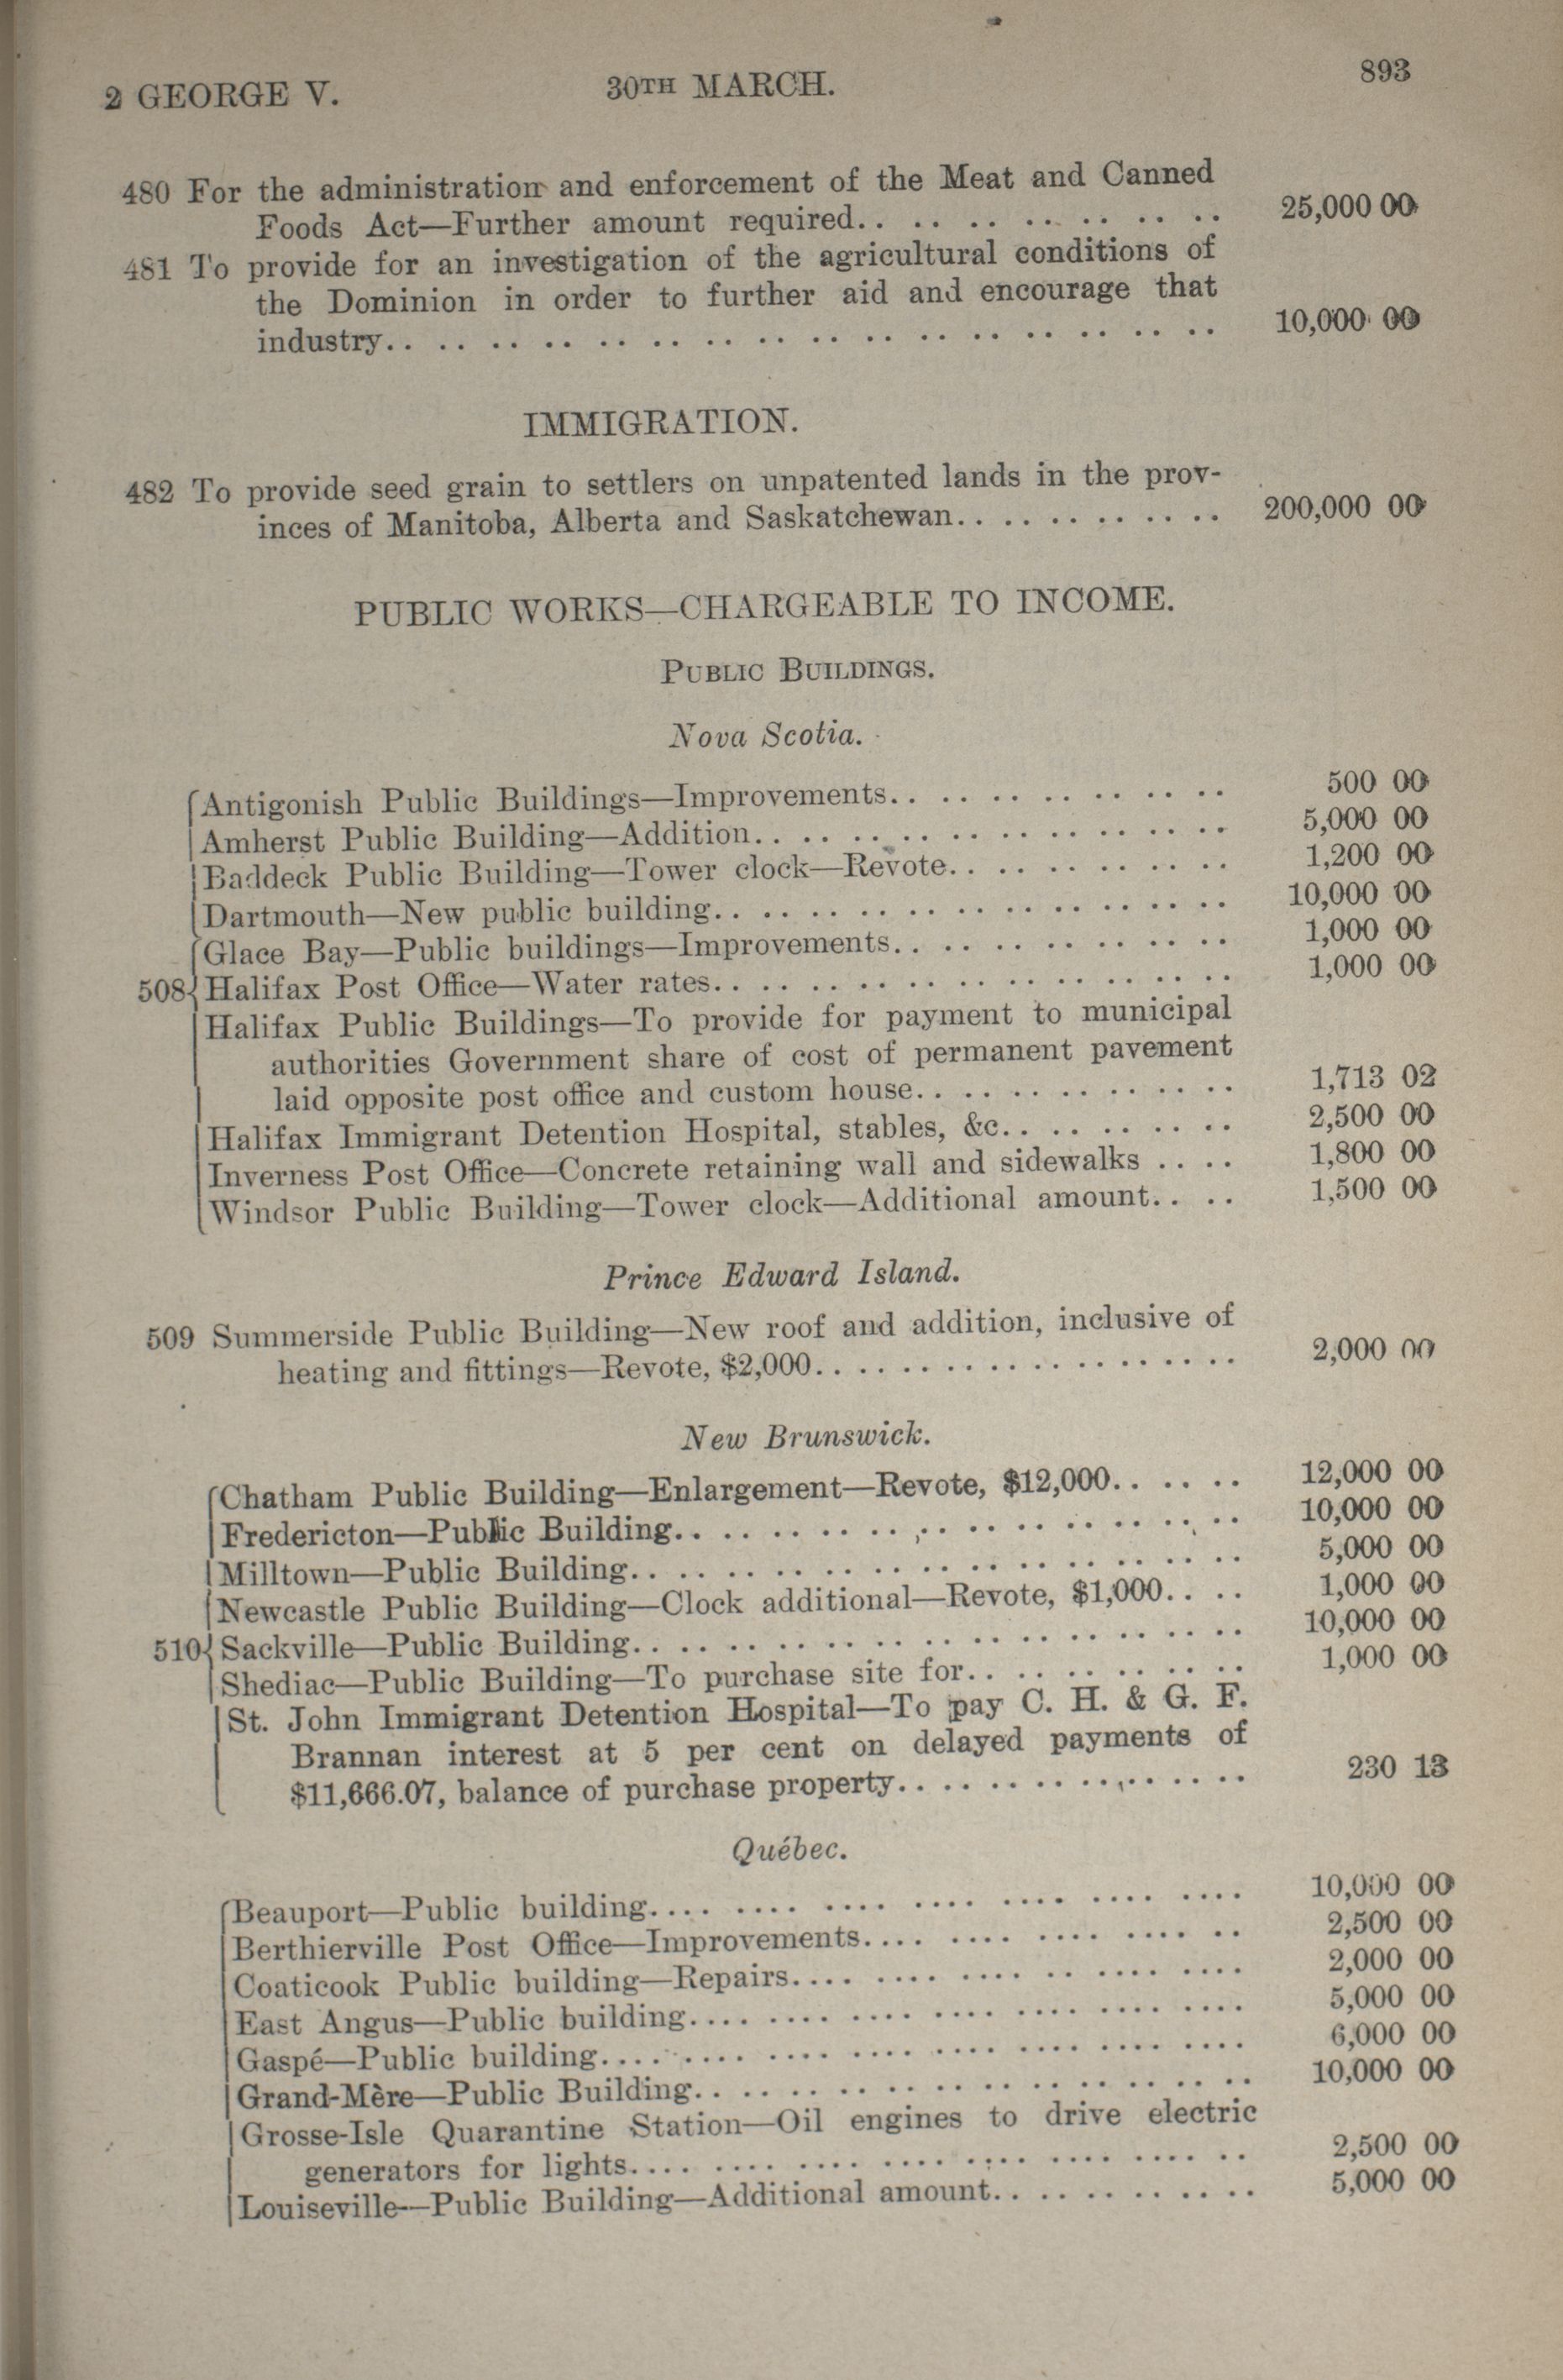 2 GEORGE V. 30TH MARCH. 893
480 For the administration and enforcement of the Meat and Canned
Foods Act—Further amount required. . . . . . . . . . . . . . . 25,000 00
481 To provide for an investigation of the agricultural conditions of
the Dominion in order to further aid and encourage that
industry. . . . . . . . . . . . . . . . . . . . . . . . . . . . . . . . 10,000 00
IMMIGRATION.
482 To provide seed grain to settlers on unpatented lands in the prov-
inces of Manitoba, Alberta and Saskatchewan. . . . . . . . . . . . 200,000 00
PUBLIC WORKS—CHARGEABLE TO INCOME.
PUBLIC BUILDINGS.
Nova Scotia.
Antigonish Public Buildings—Improvements. . . . . . . . . . . . . . 500 00
Amherst Public Building—Addition. . . . . . . . . . . . . . . . . . . . 5,000 00
Baddeck Public Building—Tower clock—Revote. . . . . . . . . . . . 1,200 00
Dartmouth—New public building. . . . . . . . . . . . . . . . . . . . . . 10,000 00
Glace Bay—Public buildings—Improvements. . . . . . . . . . . . . . 1,000 00
508 Halifax Post Office—Water rates. . . . . . . . . . . . . . . . . . . . . . 1,000 00
Halifax Public Buildings—To provide for payment to municipal
authorities Government share of cost of permanent pavement
laid opposite post office and custom house. . . . . . . . . . . . . . 1,713 02
Halifax Immigrant Detention Hospital, stables, &c. . . . . . . . . . 2,500 00
Inverness Post Office—Concrete retaining wall and sidewalks . . . . 1,800 00
Windsor Public Building—Tower clock—Additional amount. . . . 1,500 00
Prince Edward Island.
509 Summerside Public Building—New roof and addition, inclusive of
heating and fittings—Revote, $2,000. . . . . . . . . . . . . . . . . . 2,000 00
New Brunswick.
Chatham Public Building—Enlargement—Revote, $12,000. . . . . . 12,000 00
Fredericton—Public Building. . . . . . . . . . . . . . . . . . . . . . . . 10,000 00
Milltown—Public Building. . . . . . . . . . . . . . . . . . . . . . . . . . 5,000 00
Newcastle Public Building—Clock additional—Revote, $1,000. . . . 1,000 00
510 Sackville—Public Building. . . . . . . . . . . . . . . . . . . . . . . . . . 10,000 00
Shediac—Public Building—To purchase site for. . . . . . . . . . . . 1,000 00
St. John Immigrant Detention Hospital—To pay C. H. & G. F.
Brannan interest at 5 per cent on delayed payments of
$11,666.07, balance of purchase property. . . . . . . . . . . . . . . . 230 13
Québec.
Beauport—Public building. . . . . . . . . . . . . . . . . . . . . . . . . . . . 10,000 00
Berthierville Post Office—Improvements. . . . . . . . . . . . . . . . . . 2,500 00
Coaticook Public building—Repairs. . . . . . . . . . . . . . . . . . . . . . 2,000 00
East Angus—Public building. . . . . . . . . . . . . . . . . . . . . . . . . . . . 5,000 00
Gaspé—Public building. . . . . . . . . . . . . . . . . . . . . . . . . . . . . . . . 6,000 00
Grand-Mère—Public Building. . . . . . . . . . . . . . . . . . . . . . . . 10,000 00
Grosse-Isle Quarantine Station—Oil engines to drive electric
generators for lights. . . . . . . . . . . . . . . . . . . . . . . . . . . . . . 2,500 00
Louiseville—Public Building—Additional amount. . . . . . . . . . . . 5,000 00